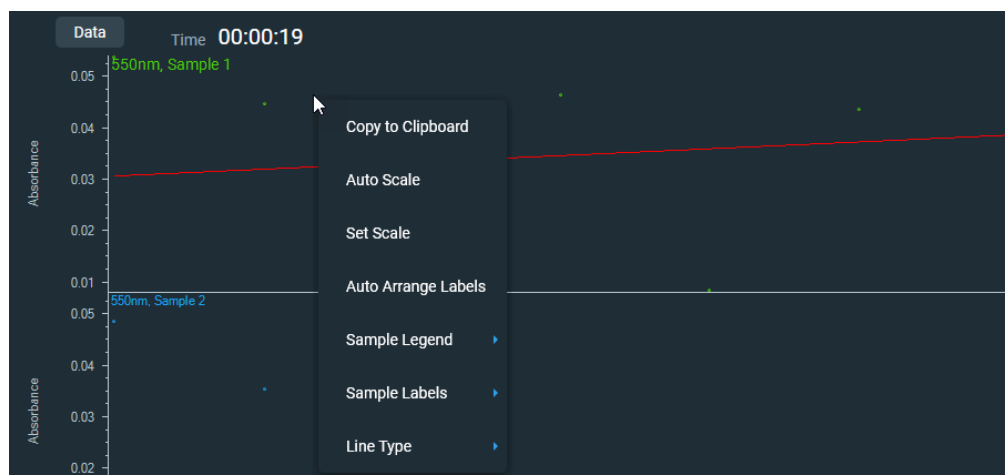 Data
Time 00:00:19
550nm, Sample 1
0.05
0.04
0.03
0.02
0.01
Absorbance
Copy to Clipboard
Auto Scale
Set Scale
Auto Arrange Labels
Sample Legend
Sample Labels
Line Type
550nm, Sample 2
0.05
0.04
0.03
0.02
Absorbance